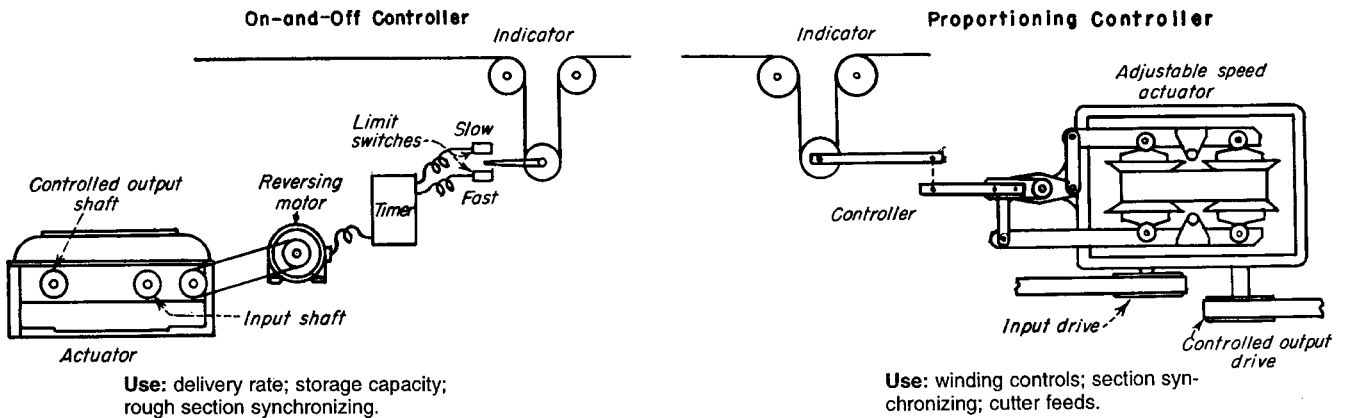 On-and-Off Controller
Indicator
Limit
switches
Slow
Fast
Timer
Reversing
motor
Controlled output
shaft
Input shaft
Actuator
Use: delivery rate; storage capacity;
rough section synchronizing.
Proportioning Controller
Indicator
Adjustable speed
actuator
Controller
Input drive
Controlled output
drive
Use: winding controls; section syn-
chronizing; cutter feeds.